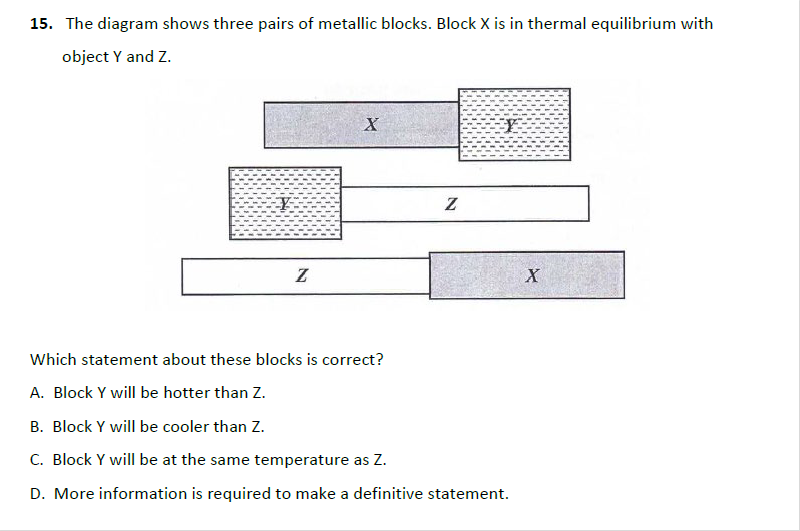 15. The diagram shows three pairs of metallic blocks. Block X is in thermal equilibrium with
object Y and Z.
X
Y
Y
Z
Z
X
Which statement about these blocks is correct?
A. Block Y will be hotter than Z.
B. Block Y will be cooler than Z.
C. Block Y will be at the same temperature as Z.
D. More information is required to make a definitive statement.